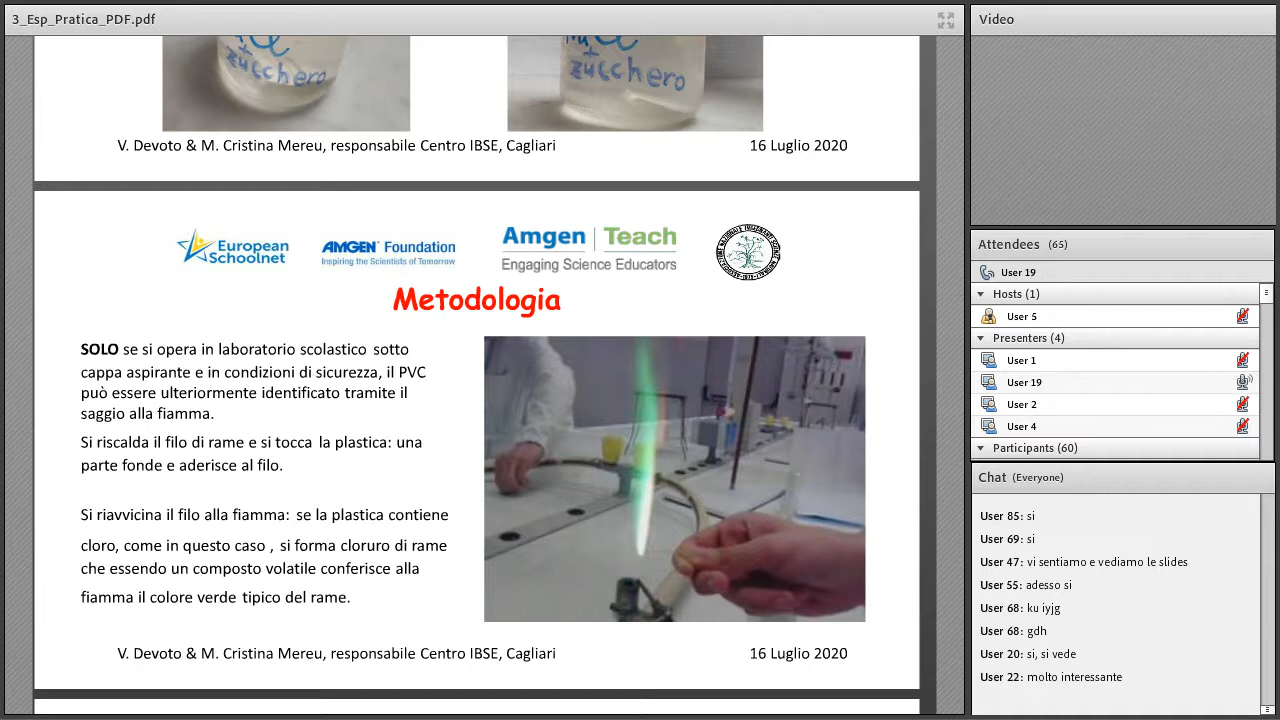 3_Esp_Pratica_PDF.pdf
zucchero
zucchero
V. Devoto & M. Cristina Mereu, responsabile Centro IBSE, Cagliari 16 Luglio 2020
European Schoolnet
AMGEN Foundation
Inspiring the Scientists of Tomorrow
Amgen Teach
Engaging Science Educators
Metodologia
SOLO se si opera in laboratorio scolastico sotto
cappa aspirante e in condizioni di sicurezza, il PVC
può essere ulteriormente identificato tramite il
saggio alla fiamma.
Si riscalda il filo di rame e si tocca la plastica: una
parte fonde e aderisce al filo.
Si riavvicina il filo alla fiamma: se la plastica contiene
cloro, come in questo caso , si forma cloruro di rame
che essendo un composto volatile conferisce alla
fiamma il colore verde tipico del rame.
V. Devoto & M. Cristina Mereu, responsabile Centro IBSE, Cagliari 16 Luglio 2020
Video
Attendees (65)
User 19
Hosts (1)
User 5
Presenters (4)
User 1
User 19
User 2
User 4
Participants (60)
Chat (Everyone)
User 85: si
User 69: si
User 47: vi sentiamo e vediamo le slides
User 55: adesso si
User 68: ku iyjg
User 68: gdh
User 20: si, si vede
User 22: molto interessante